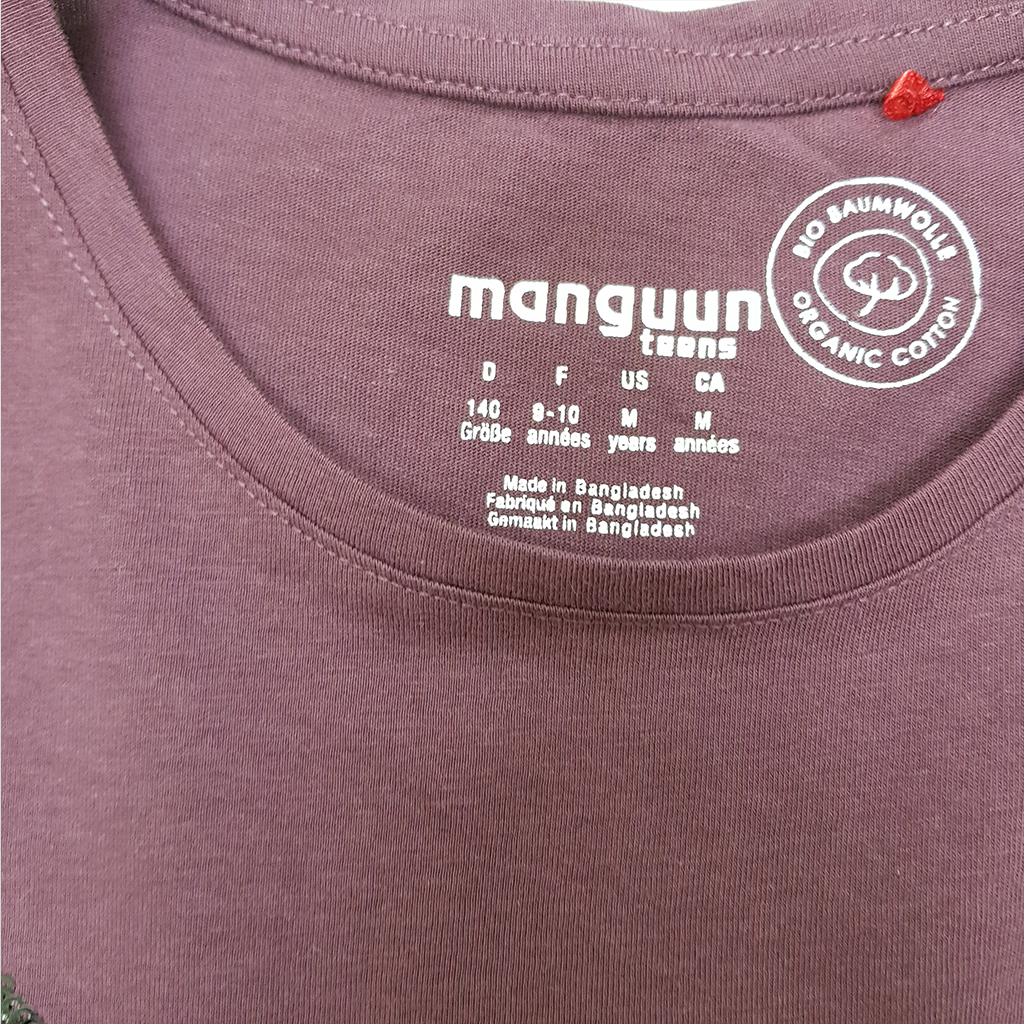 BIO BAUMWOLLE
ORGANIC COTTON
manguun
teens
D F US CA
140 9-10 M M
Größe années years années
Made in Bangladesh
Fabriqué en Bangladesh
Gemaakt in Bangladesh